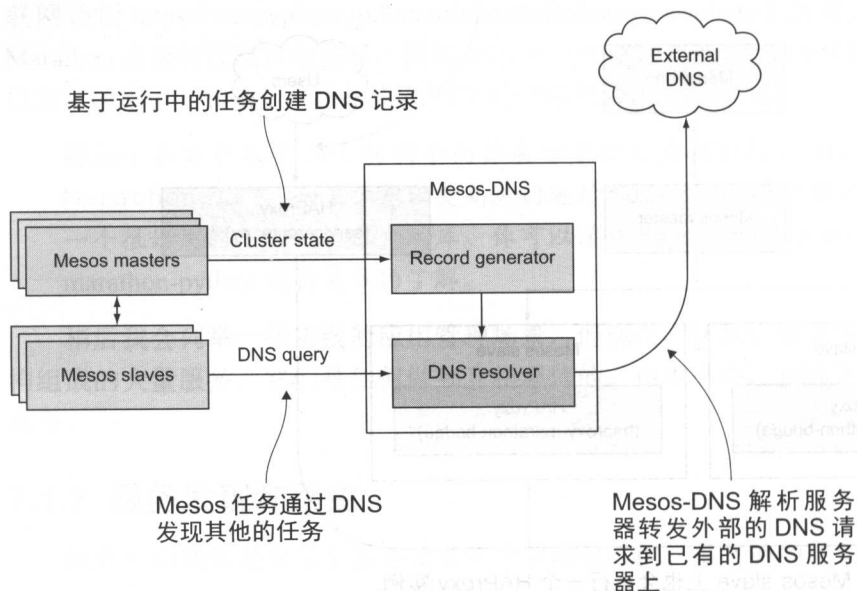 External
DNS
基于运行中的任务创建 DNS 记录
Mesos-DNS
Mesos masters
Cluster state
Record generator
Mesos slaves
DNS query
DNS resolver
Mesos 任务通过 DNS
发现其他的任务
Mesos-DNS 解析服务
器转发外部的 DNS 请
求到已有的 DNS 服务
器上